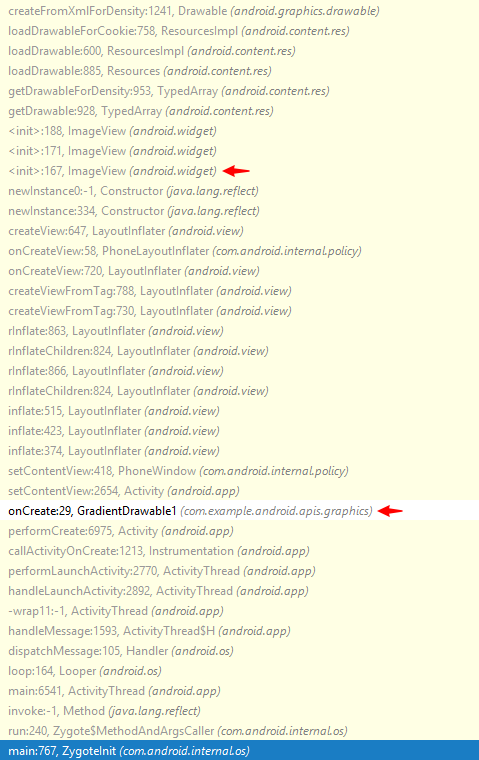 createFromXmlForDensity:1241, Drawable (android.graphics.drawable)
loadDrawableForCookie:758, ResourcesImpl (android.content.res)
loadDrawable:600, ResourcesImpl (android.content.res)
loadDrawable:885, Resources (android.content.res)
getDrawableForDensity:953, TypedArray (android.content.res)
getDrawable:928, TypedArray (android.content.res)
<init>:188, ImageView (android.widget)
<init>:171, ImageView (android.widget)
<init>:167, ImageView (android.widget)
newInstance0:-1, Constructor (java.lang.reflect)
newInstance:334, Constructor (java.lang.reflect)
createView:647, LayoutInflater (android.view)
onCreateView:58, PhoneLayoutInflater (com.android.internal.policy)
onCreateView:720, LayoutInflater (android.view)
createViewFromTag:788, LayoutInflater (android.view)
createViewFromTag:730, LayoutInflater (android.view)
rInflate:863, LayoutInflater (android.view)
rInflateChildren:824, LayoutInflater (android.view)
rInflate:866, LayoutInflater (android.view)
rInflateChildren:824, LayoutInflater (android.view)
inflate:515, LayoutInflater (android.view)
inflate:423, LayoutInflater (android.view)
inflate:374, LayoutInflater (android.view)
setContentView:418, PhoneWindow (com.android.internal.policy)
setContentView:2654, Activity (android.app)
onCreate:29, GradientDrawable1 (com.example.android.apis.graphics)
performCreate:6975, Activity (android.app)
callActivityOnCreate:1213, Instrumentation (android.app)
performLaunchActivity:2770, ActivityThread (android.app)
handleLaunchActivity:2892, ActivityThread (android.app)
-wrap11:-1, ActivityThread (android.app)
handleMessage:1593, ActivityThread$H (android.app)
dispatchMessage:105, Handler (android.os)
loop:164, Looper (android.os)
main:6541, ActivityThread (android.app)
invoke:-1, Method (java.lang.reflect)
run:240, Zygote$MethodAndArgsCaller (com.android.internal.os)
main:767, ZygoteInit (com.android.internal.os)